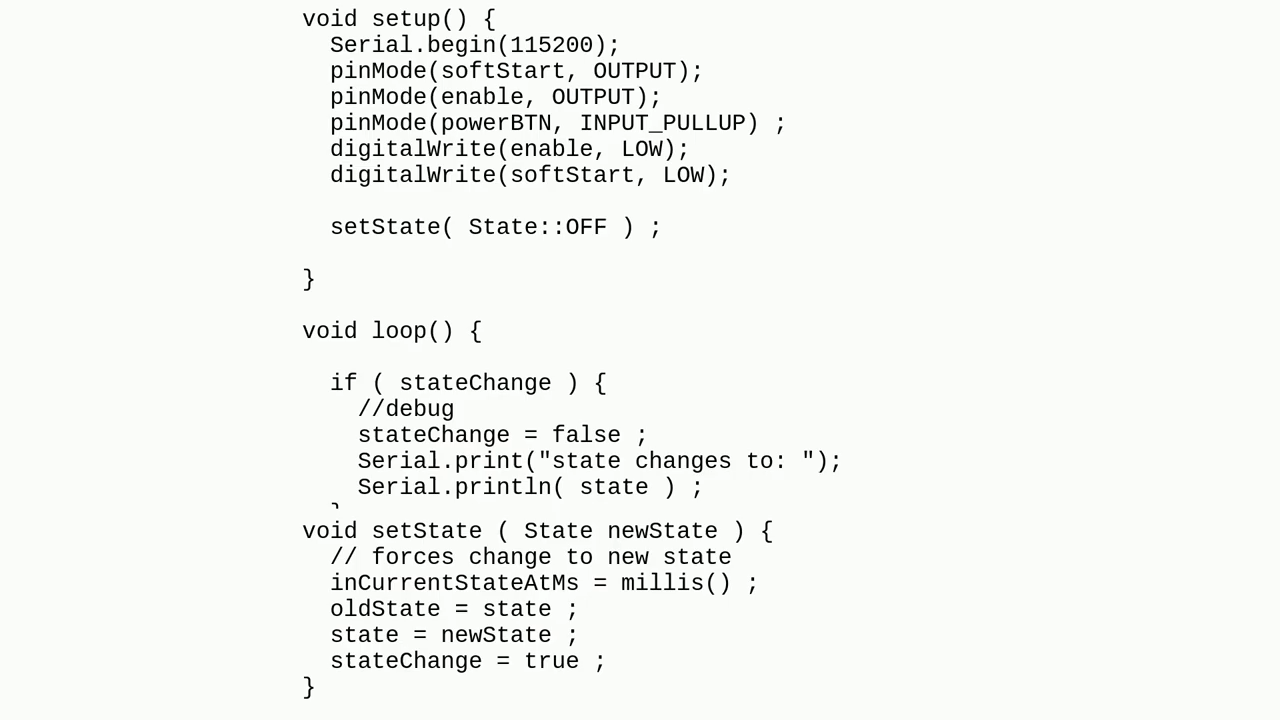 void setup() {
  Serial.begin(115200);
  pinMode(softStart, OUTPUT);
  pinMode(enable, OUTPUT);
  pinMode(powerBTN, INPUT_PULLUP) ;
  digitalWrite(enable, LOW);
  digitalWrite(softStart, LOW);

  setState( State::OFF ) ;

}

void loop() {

  if ( stateChange ) {
    //debug
    stateChange = false ;
    Serial.print("state changes to: ");
    Serial.println( state ) ;
void setState ( State newState ) {
  // forces change to new state
  inCurrentStateAtMs = millis() ;
  oldState = state ;
  state = newState ;
  stateChange = true ;
}